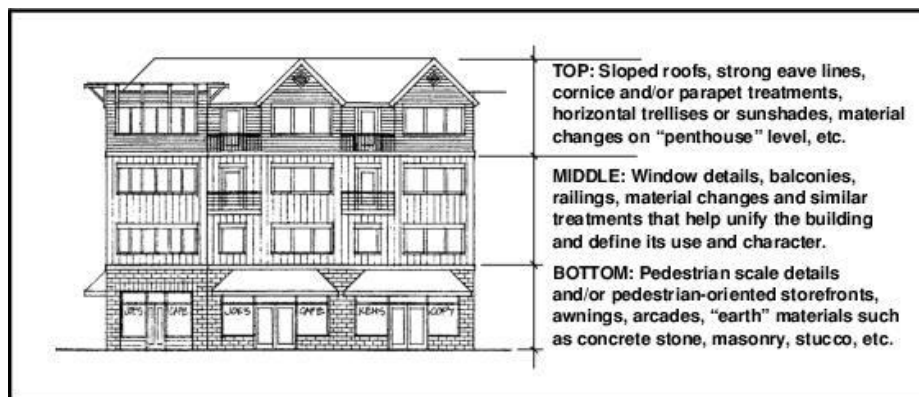 TOP: Sloped roofs, strong eave lines,
cornice and/or parapet treatments,
horizontal trellises or sunshades, material
changes on “penthouse” level, etc.
MIDDLE: Window details, balconies,
railings, material changes and similar
treatments that help unify the building
and define its use and character.
BOTTOM: Pedestrian scale details
and/or pedestrian-oriented storefronts,
awnings, arcades, “earth” materials such
as concrete stone, masonry, stucco, etc.
JOE'S CAFE JOE'S CAFE KEN'S COPY